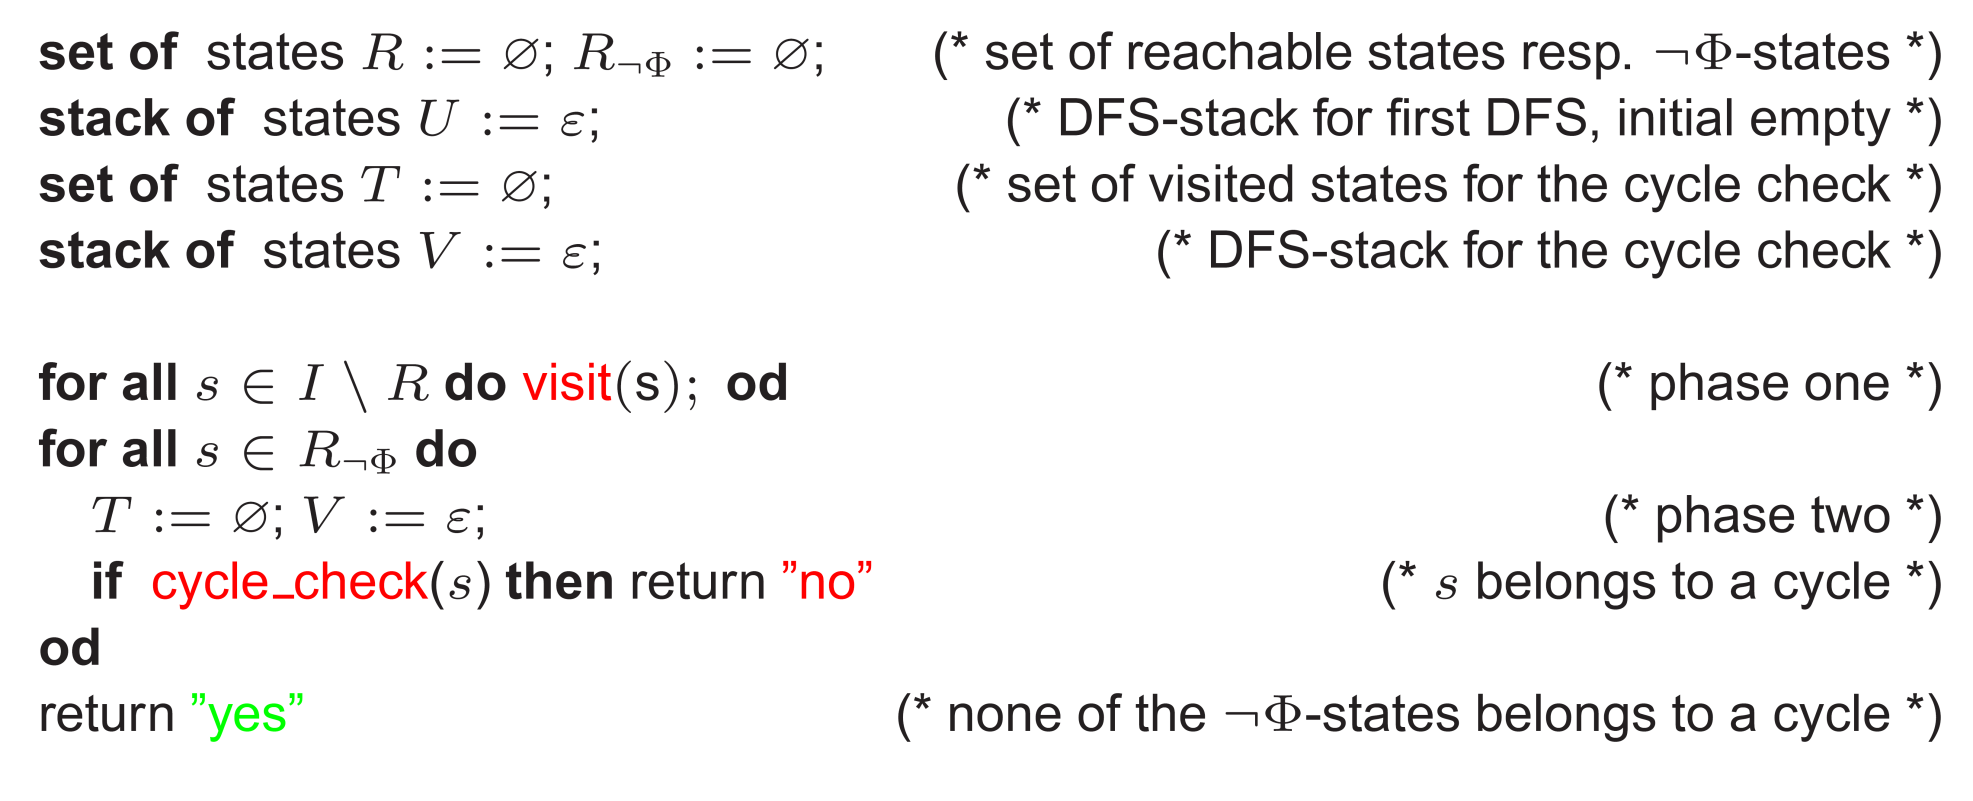 set of states R := ∅; R¬Φ := ∅; (* set of reachable states resp. ¬Φ-states *)
stack of states U := ε; (* DFS-stack for first DFS, initial empty *)
set of states T := ∅; (* set of visited states for the cycle check *)
stack of states V := ε; (* DFS-stack for the cycle check *)
for all s ∈ I \ R do visit(s); od (* phase one *)
for all s ∈ R¬Φ do
T := ∅; V := ε; (* phase two *)
if cycle_check(s) then return ”no” (* s belongs to a cycle *)
od
return ”yes” (* none of the ¬Φ-states belongs to a cycle *)